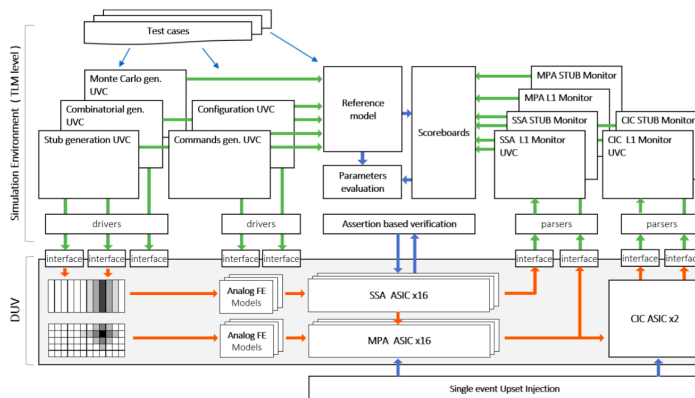 Test cases
Simulation Environment ( TLM level )
Monte Carlo gen.
UVC
Combinatorial gen.
UVC
Stub generation UVC
Configuration UVC
Commands gen. UVC
Reference
model
Scoreboards
Parameters
evaluation
MPA STUB Monitor
MPA L1 Monitor
SSA STUB Monitor
UVC
SSA L1 Monitor
UVC
CIC STUB Monitor
CIC L1 Monitor
UVC
drivers
drivers
Assertion based verification
parsers
parsers
interface
interface
interface
interface
interface
interface
interface
interface
interface
DUV
Analog FE
Models
SSA ASIC x16
Analog FE
Models
MPA ASIC x16
CIC ASIC x2
Single event Upset Injection